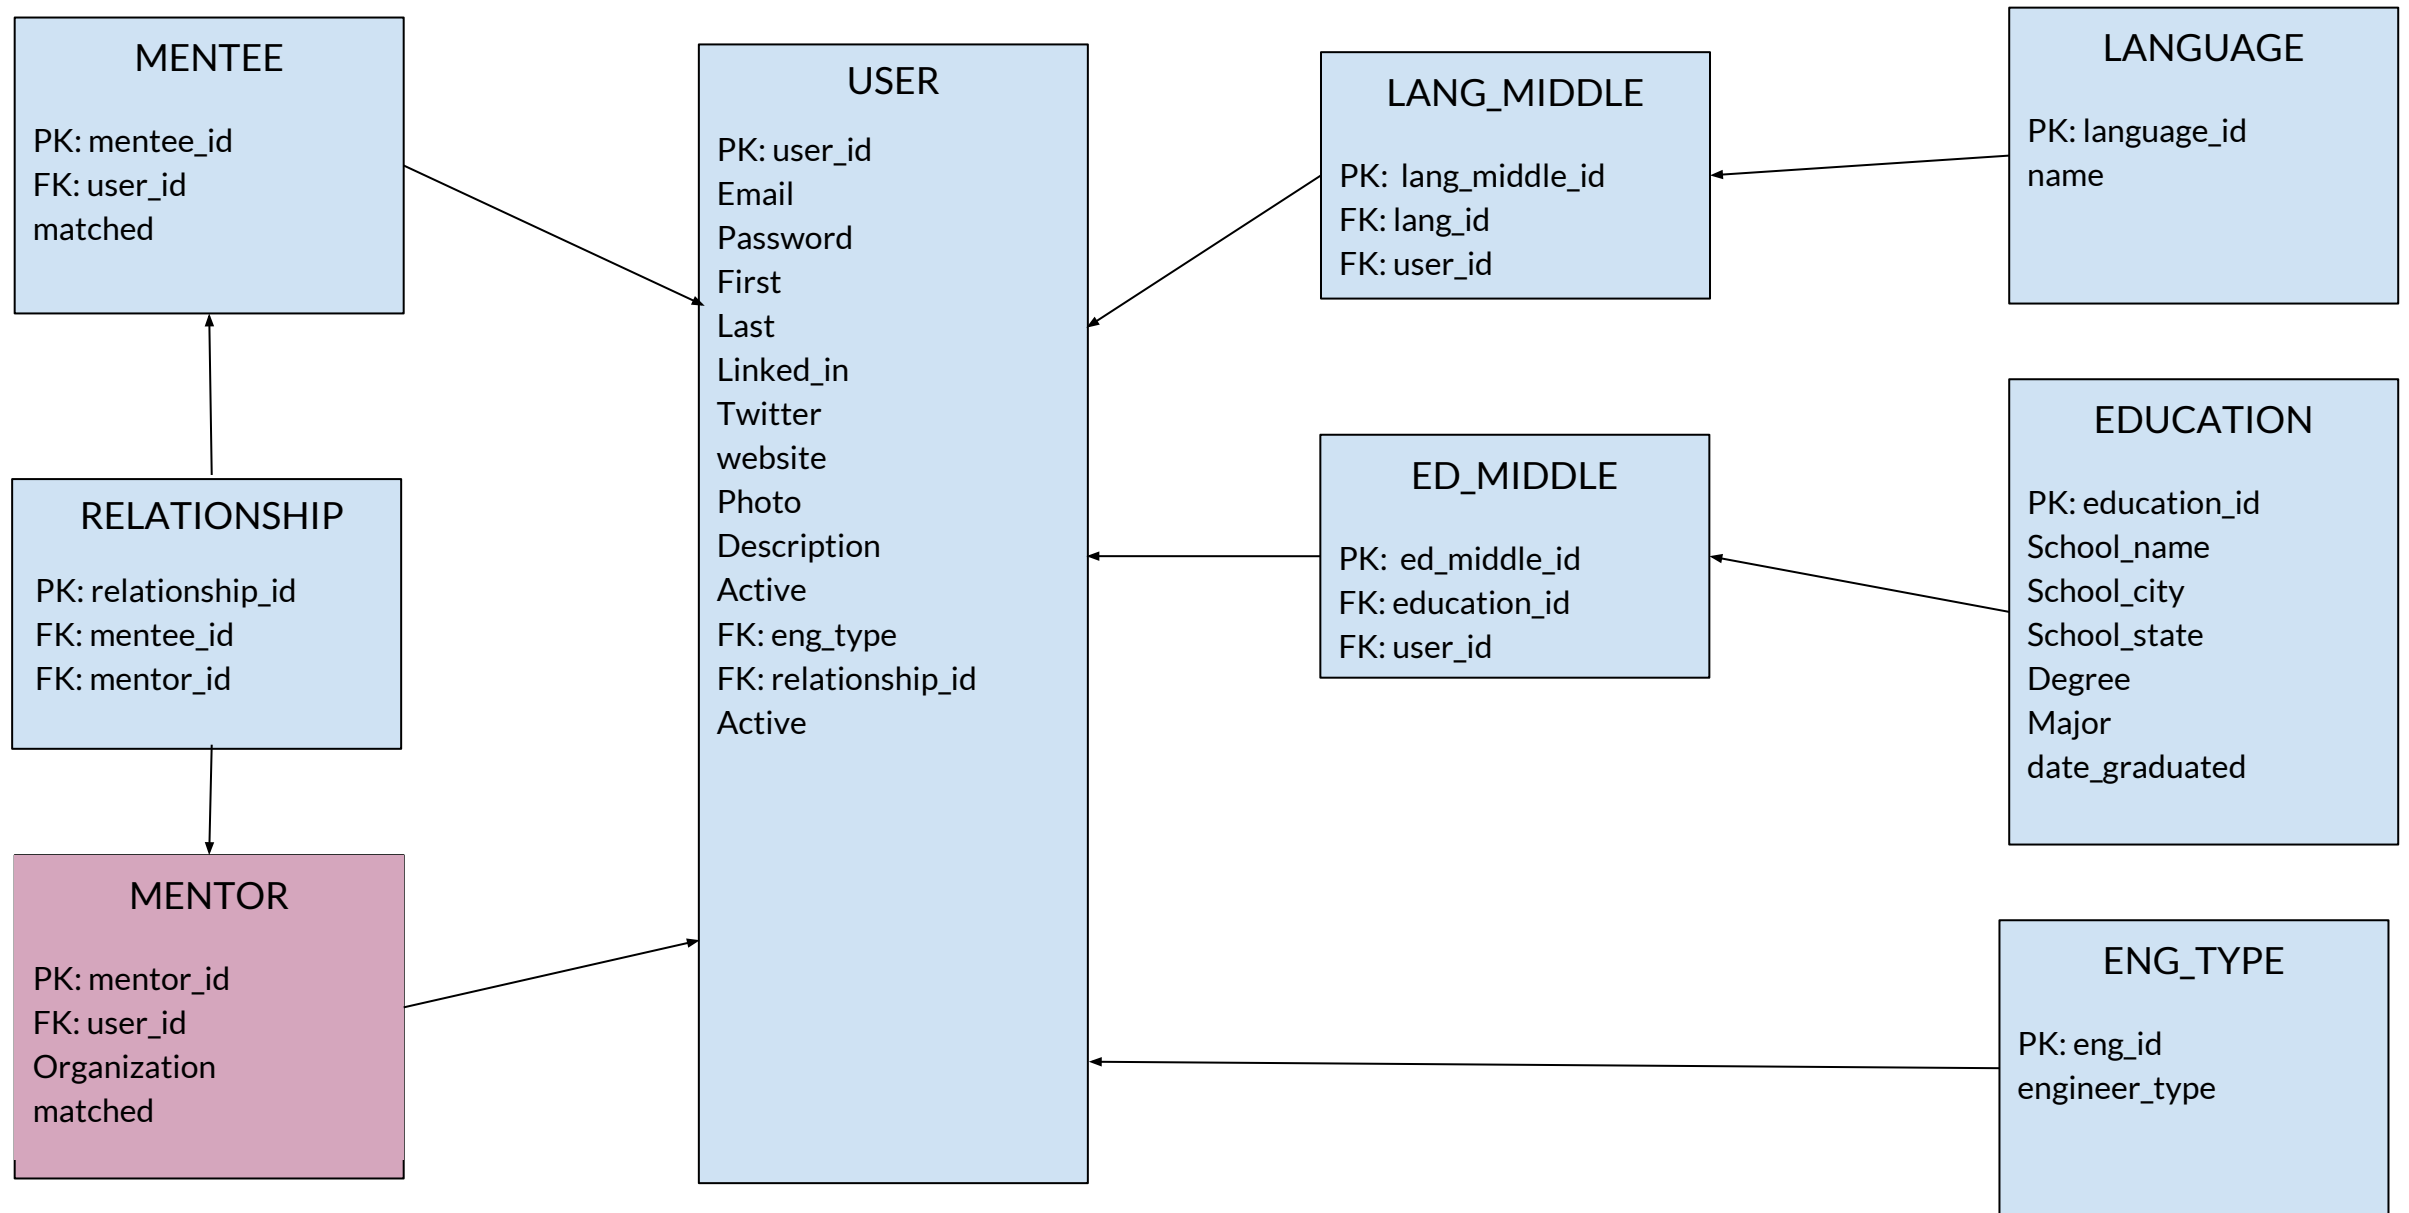 MENTEE
PK: mentee_id
FK: user_id
matched
RELATIONSHIP
PK: relationship_id
FK: mentee_id
FK: mentor_id
MENTOR
PK: mentor_id
FK: user_id
Organization
matched
USER
PK: user_id
Email
Password
First
Last
Linked_in
Twitter
website
Photo
Description
Active
FK: eng_type
FK: relationship_id
Active
LANG_MIDDLE
PK: lang_middle_id
FK: lang_id
FK: user_id
ED_MIDDLE
PK: ed_middle_id
FK: education_id
FK: user_id
LANGUAGE
PK: language_id
name
EDUCATION
PK: education_id
School_name
School_city
School_state
Degree
Major
date_graduated
ENG_TYPE
PK: eng_id
engineer_type